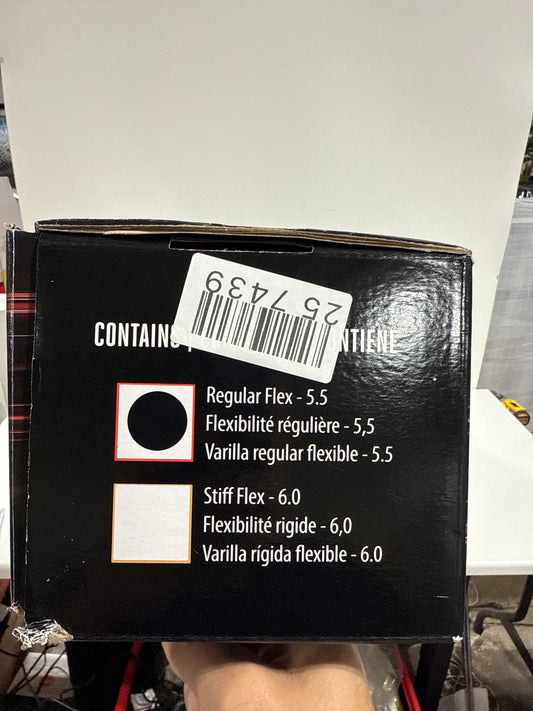 25 7439
CONTAINS | CONTIENE
Regular Flex - 5.5
Flexibilité régulière - 5,5
Varilla regular flexible - 5.5
Stiff Flex - 6.0
Flexibilité rigide - 6,0
Varilla rígida flexible - 6.0